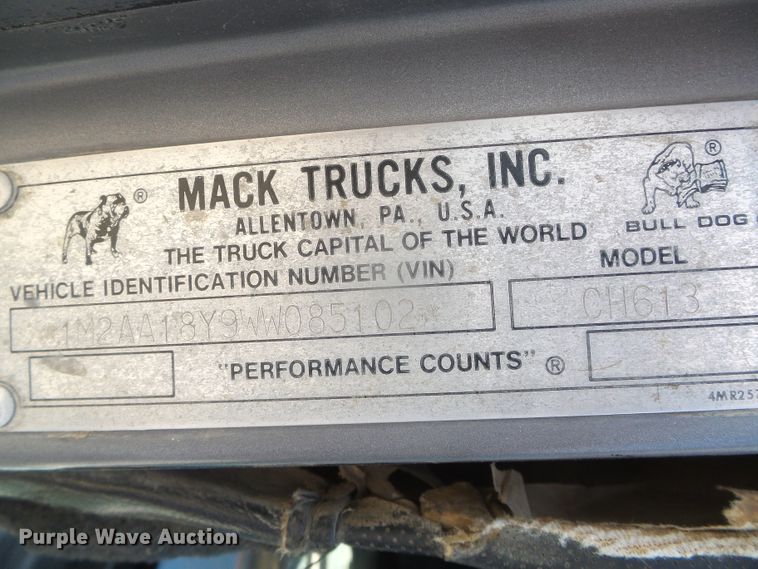 MACK TRUCKS, INC.
ALLENTOWN, PA., U.S.A.
THE TRUCK CAPITAL OF THE WORLD
®
®
BULL DOG
VEHICLE IDENTIFICATION NUMBER (VIN)
MODEL
*1M2AA18Y9WW085102*
CH613
"PERFORMANCE COUNTS" ®
4MR257
Purple Wave Auction